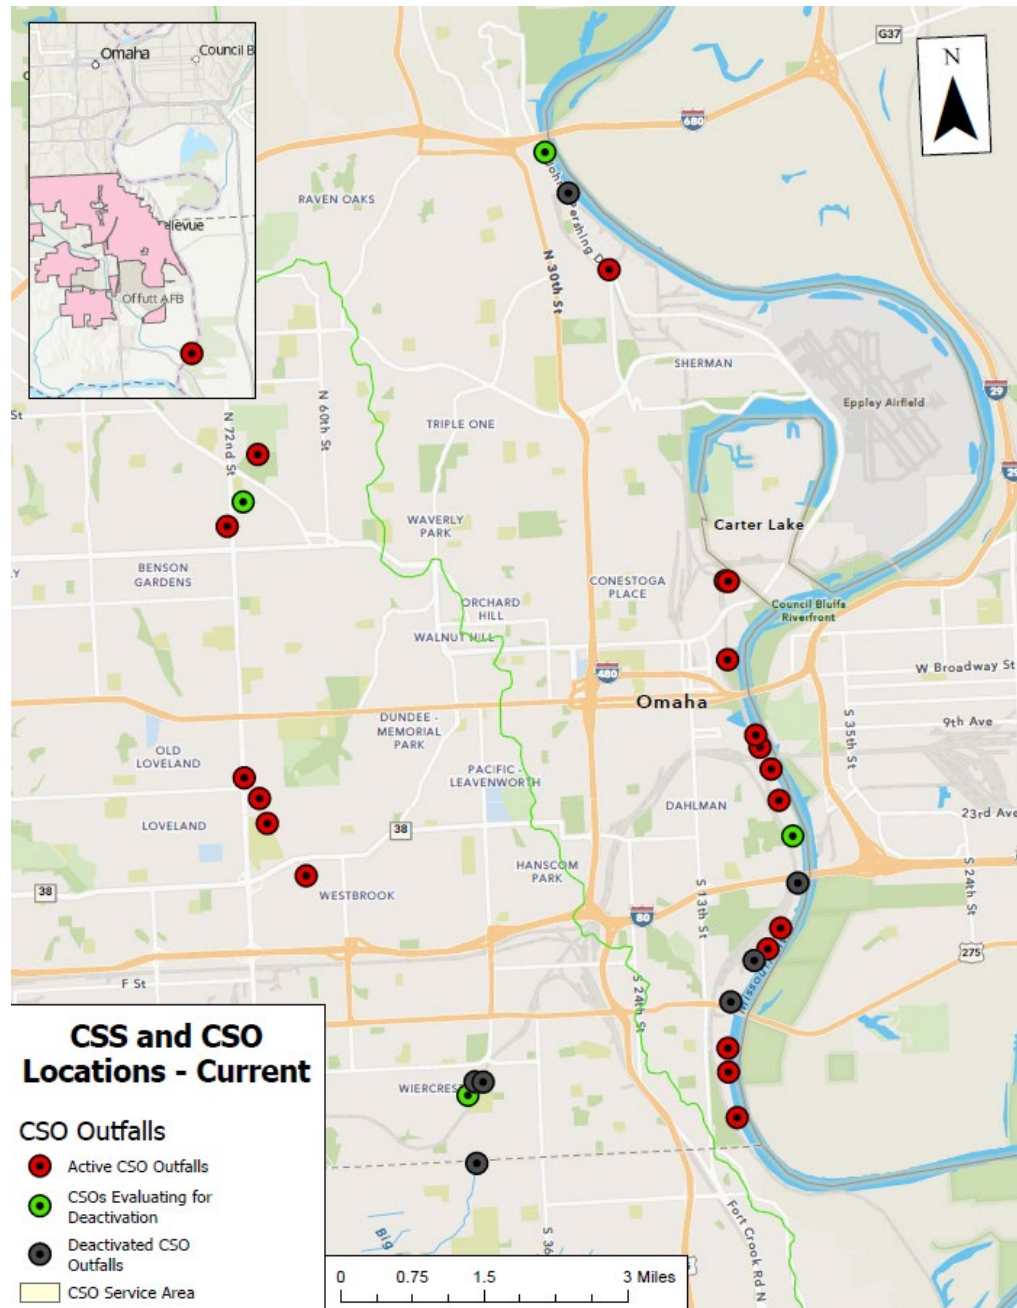 Omaha
Council B
ellevue
Offutt AFB
G37
N
680
RAVEN OAKS
John
Pershing D
N 30th St
SHERMAN
Eppley Airfield
29
St
N 72nd St
N 60th St
TRIPLE ONE
29
WAVERLY
PARK
Carter Lake
BENSON
GARDENS
CONESTOGA
PLACE
ORCHARD
HILL
Council Bluffs
Riverfront
WALNUT HILL
W Broadway St
480
Omaha
9th Ave
S 35th St
DUNDEE -
MEMORIAL
PARK
OLD
LOVELAND
PACIFIC -
LEAVENWORTH
DAHLMAN
23rd Ave
LOVELAND
38
HANSCOM
PARK
S 24th St
38
WESTBROOK
S 13th St
80
275
F St
S 24th St
Missouri
WIERCREST
CSS and CSO
Locations - Current
CSO Outfalls
Active CSO Outfalls
CSOs Evaluating for
Deactivation
Deactivated CSO
Outfalls
CSO Service Area
Big
S 36
Fort Crook Rd N
0 0.75 1.5 3 Miles